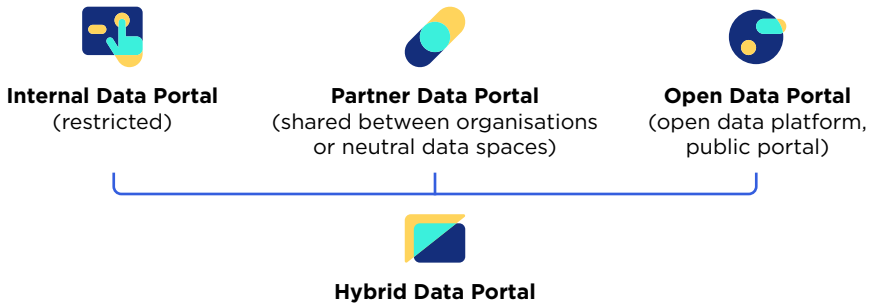 Internal Data Portal
(restricted)
Partner Data Portal
(shared between organisations
or neutral data spaces)
Open Data Portal
(open data platform,
public portal)
Hybrid Data Portal